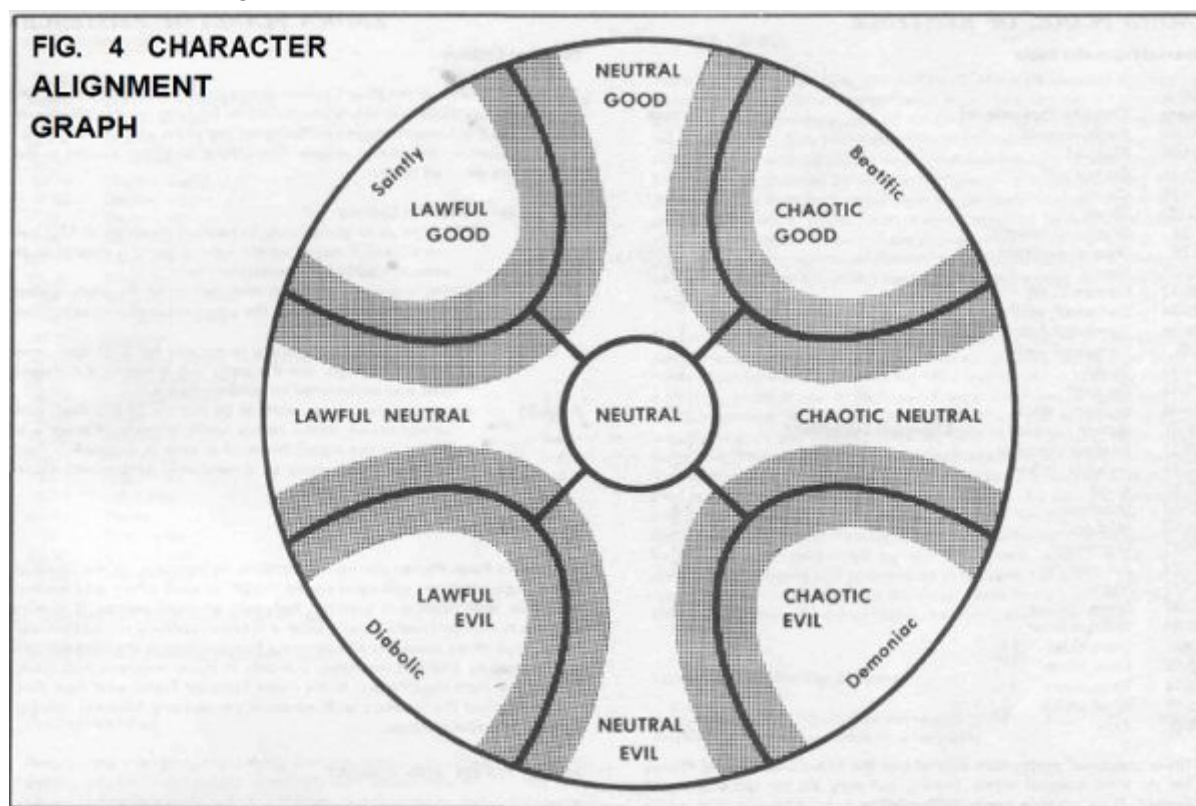 FIG. 4 CHARACTER
ALIGNMENT
GRAPH
NEUTRAL
GOOD
Saintly
Beatific
LAWFUL
GOOD
CHAOTIC
GOOD
LAWFUL NEUTRAL
NEUTRAL
CHAOTIC NEUTRAL
LAWFUL
EVIL
CHAOTIC
EVIL
Diabolic
Demoniac
NEUTRAL
EVIL